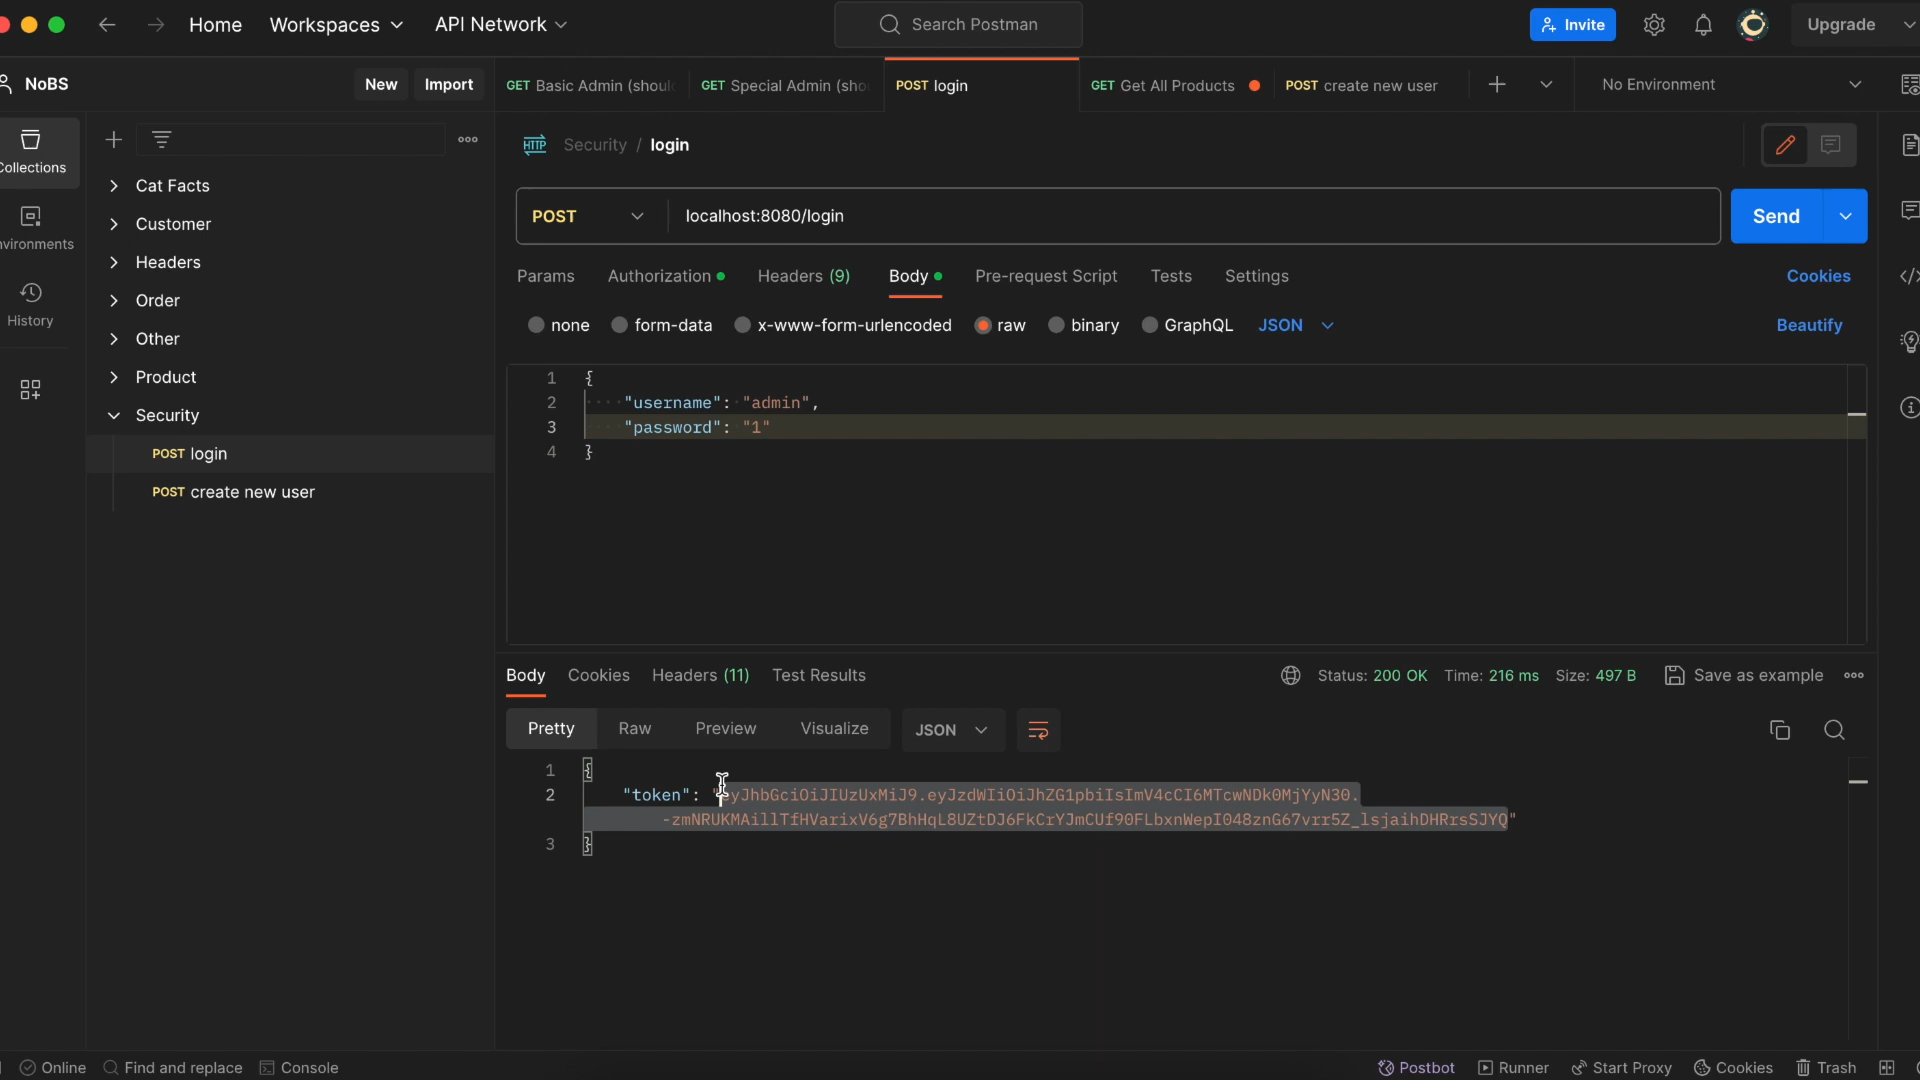 Home
Workspaces
API Network
Search Postman
Invite
Upgrade
NoBS
New
Import
GET Basic Admin (shoul
GET Special Admin (sho
POST login
GET Get All Products
POST create new user
No Environment
Collections
Environments
History
Cat Facts
Customer
Headers
Order
Other
Product
Security
POST login
POST create new user
HTTP
Security / login
POST
localhost:8080/login
Send
Params
Authorization
Headers (9)
Body
Pre-request Script
Tests
Settings
Cookies
none
form-data
x-www-form-urlencoded
raw
binary
GraphQL
JSON
Beautify
1 {
2 "username": "admin",
3 "password": "1"
4 }
Body
Cookies
Headers (11)
Test Results
Status: 200 OK
Time: 216 ms
Size: 497 B
Save as example
Pretty
Raw
Preview
Visualize
JSON
1 {
2 "token": "eyJhbGciOiJIUzUxMiJ9.eyJzdWIiOiJhZG1pbiIsImV4cCI6MTcwNDk0MjYyN30.
-zmNRUKMAillTfHVarixV6g7BhHqL8UZtDJ6FkCrYJmCUf90FLbxnWepI048znG67vrr5Z_lsjaihDHRrsSJYQ"
3 }
Online
Find and replace
Console
Postbot
Runner
Start Proxy
Cookies
Trash